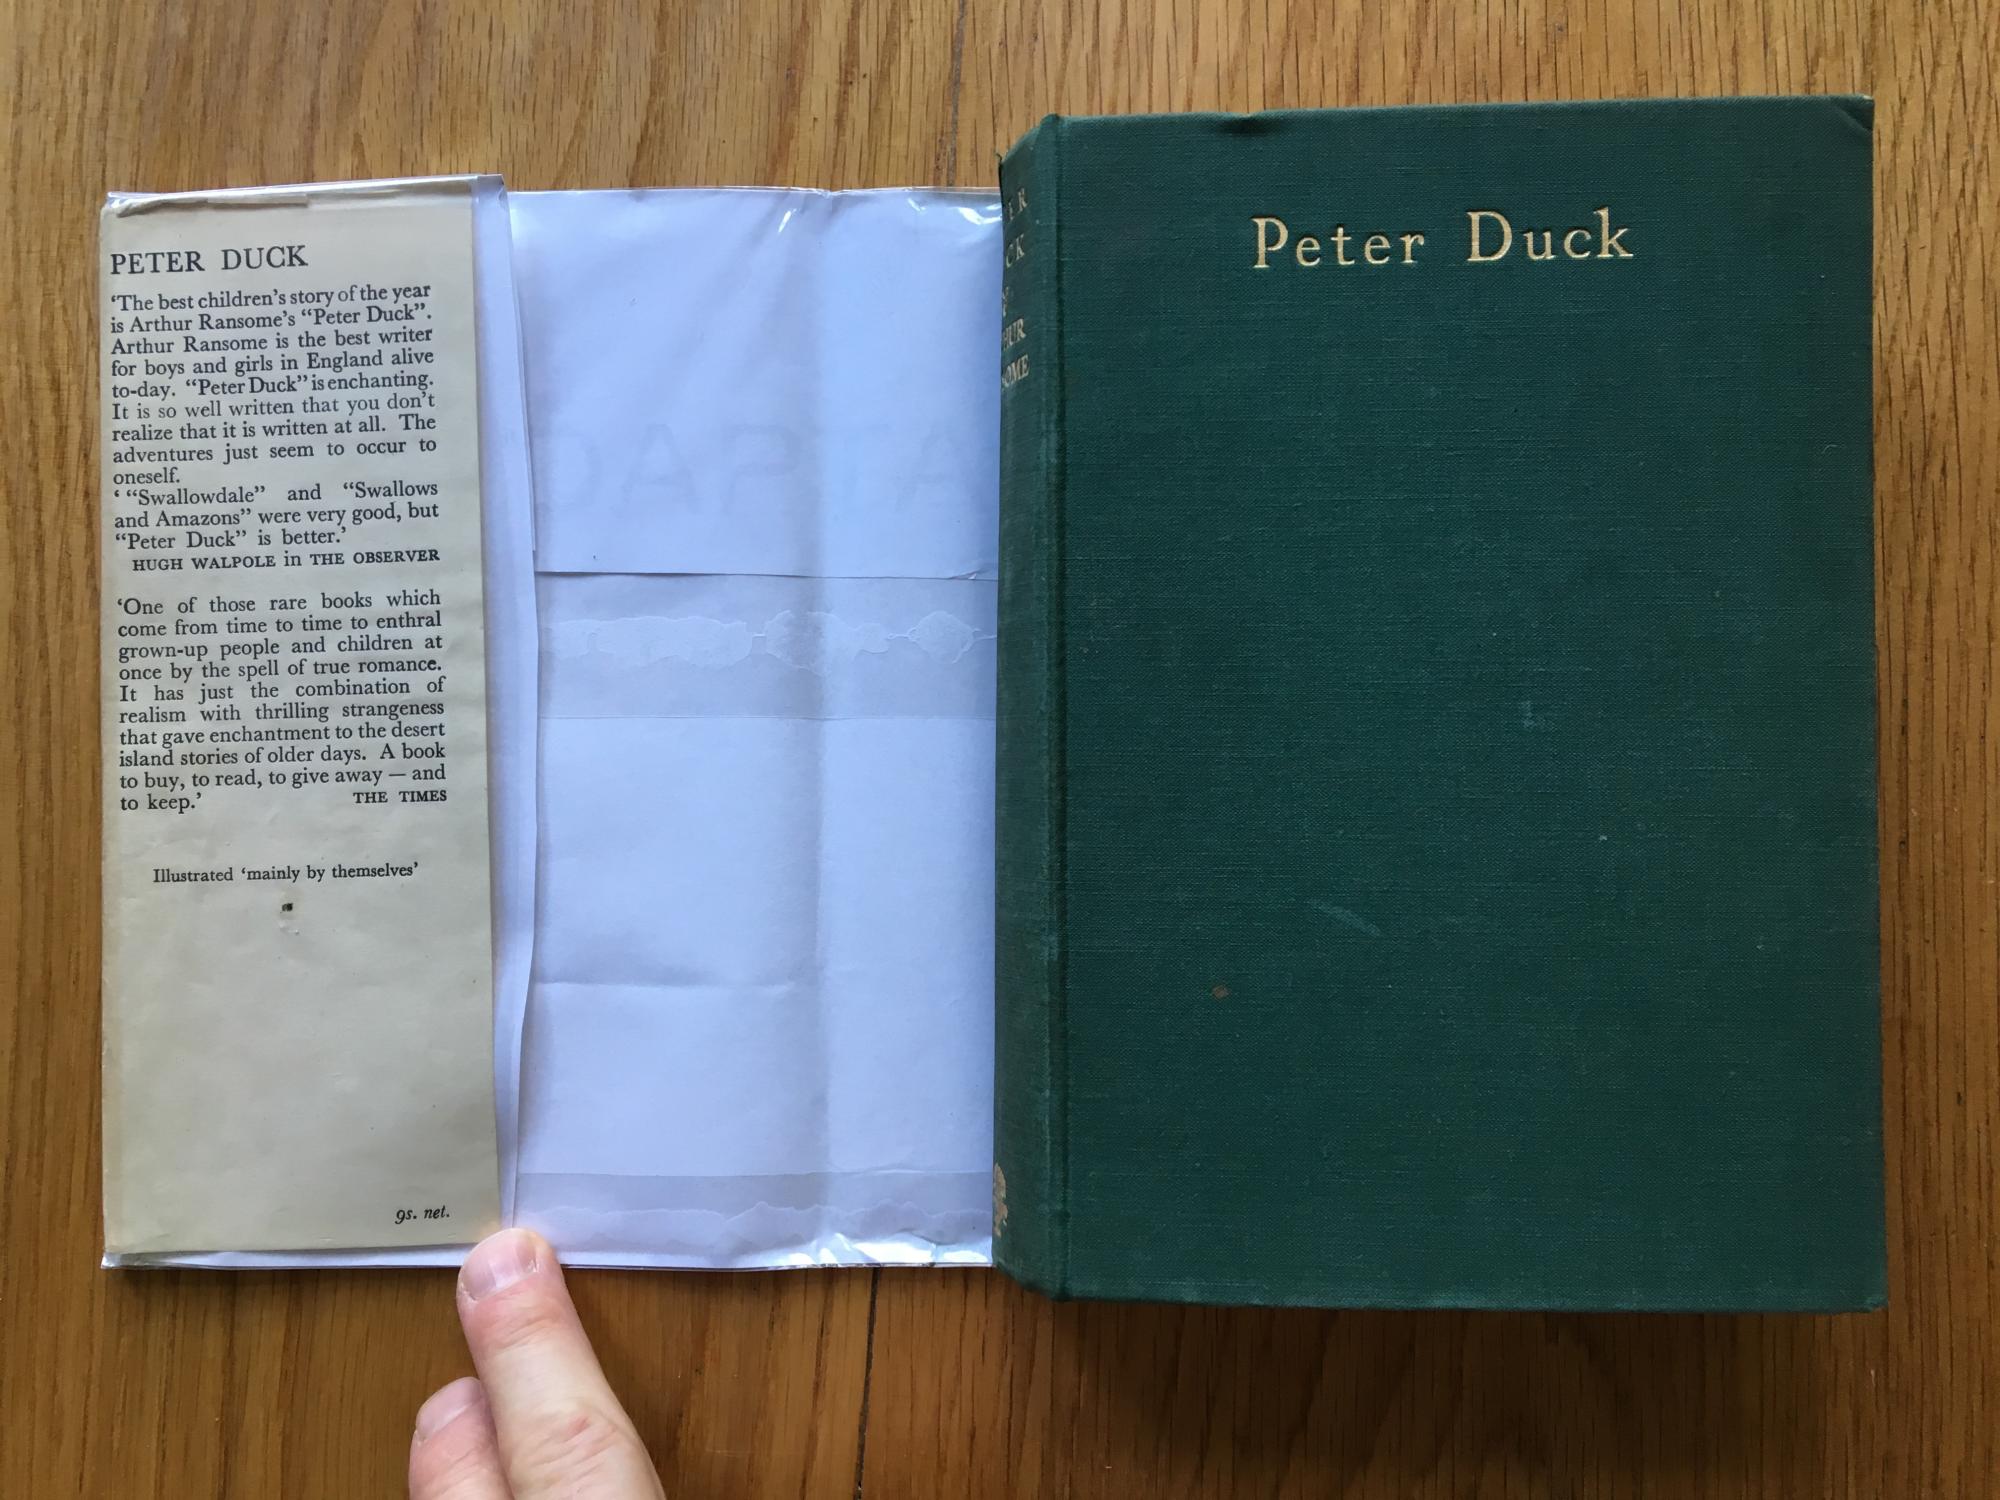 PETER DUCK
‘The best children’s story of the year
is Arthur Ransome’s “Peter Duck”.
Arthur Ransome is the best writer
for boys and girls in England alive
to-day. “Peter Duck” is enchanting.
It is so well written that you don’t
realize that it is written at all. The
adventures just seem to occur to
oneself.
‘ “Swallowdale” and “Swallows
and Amazons” were very good, but
“Peter Duck” is better.’
HUGH WALPOLE in THE OBSERVER
‘One of those rare books which
come from time to time to enthral
grown-up people and children at
once by the spell of true romance.
It has just the combination of
realism with thrilling strangeness
that gave enchantment to the desert
island stories of older days. A book
to buy, to read, to give away — and
to keep.’ THE TIMES
Illustrated ‘mainly by themselves’
9s. net.
Peter Duck